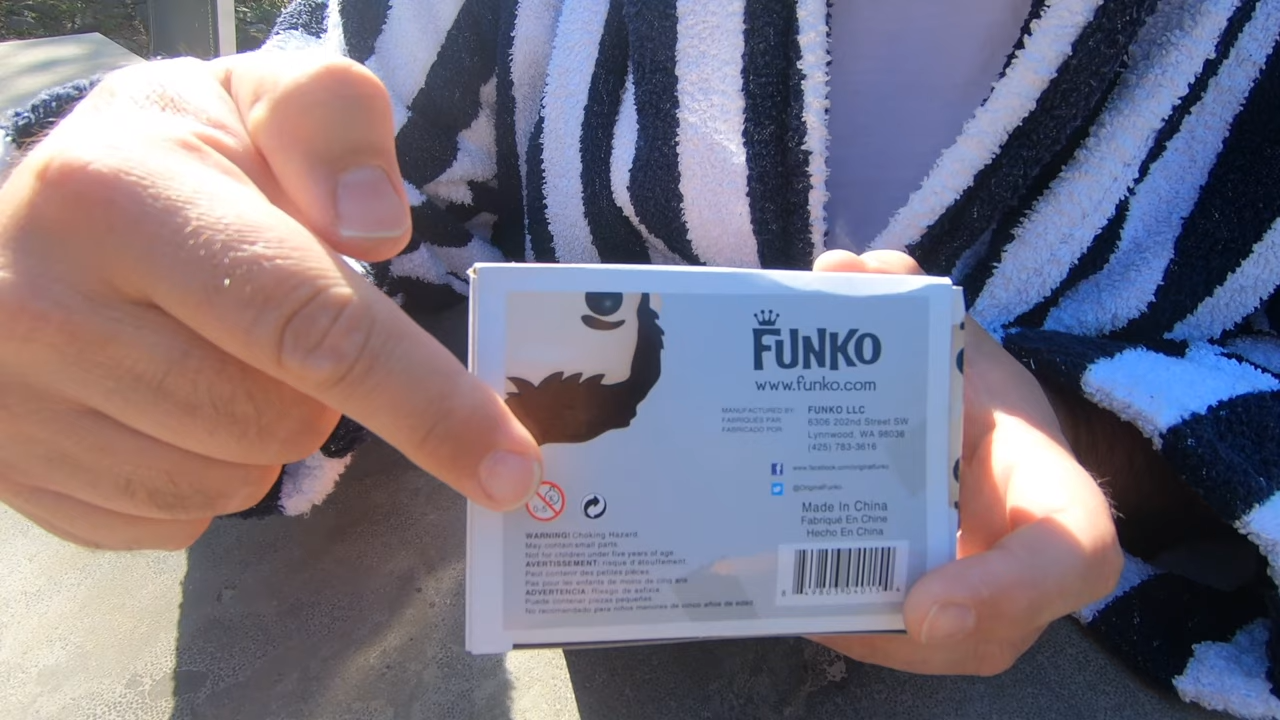 FUNKO
www.funko.com
MANUFACTURED BY: FUNKO LLC
FABRIQUÉS PAR: 6306 202nd Street SW
FABRICADO POR: Lynnwood, WA 98036
(425) 783-3616
www.facebook.com/originalfunko
@OriginalFunko
0-5
Made In China
Fabriqué En Chine
Hecho En China
WARNING! Choking Hazard.
May contain small parts.
Not for children under five years of age.
AVERTISSEMENT: risque d'étouffement.
Peut contenir des petites pièces.
Pas pour les enfants de moins de cinq ans
ADVERTENCIA: Riesgo de asfixia.
Puede contener piezas pequeñas.
No recomendado para niños menores de cinco años de edad